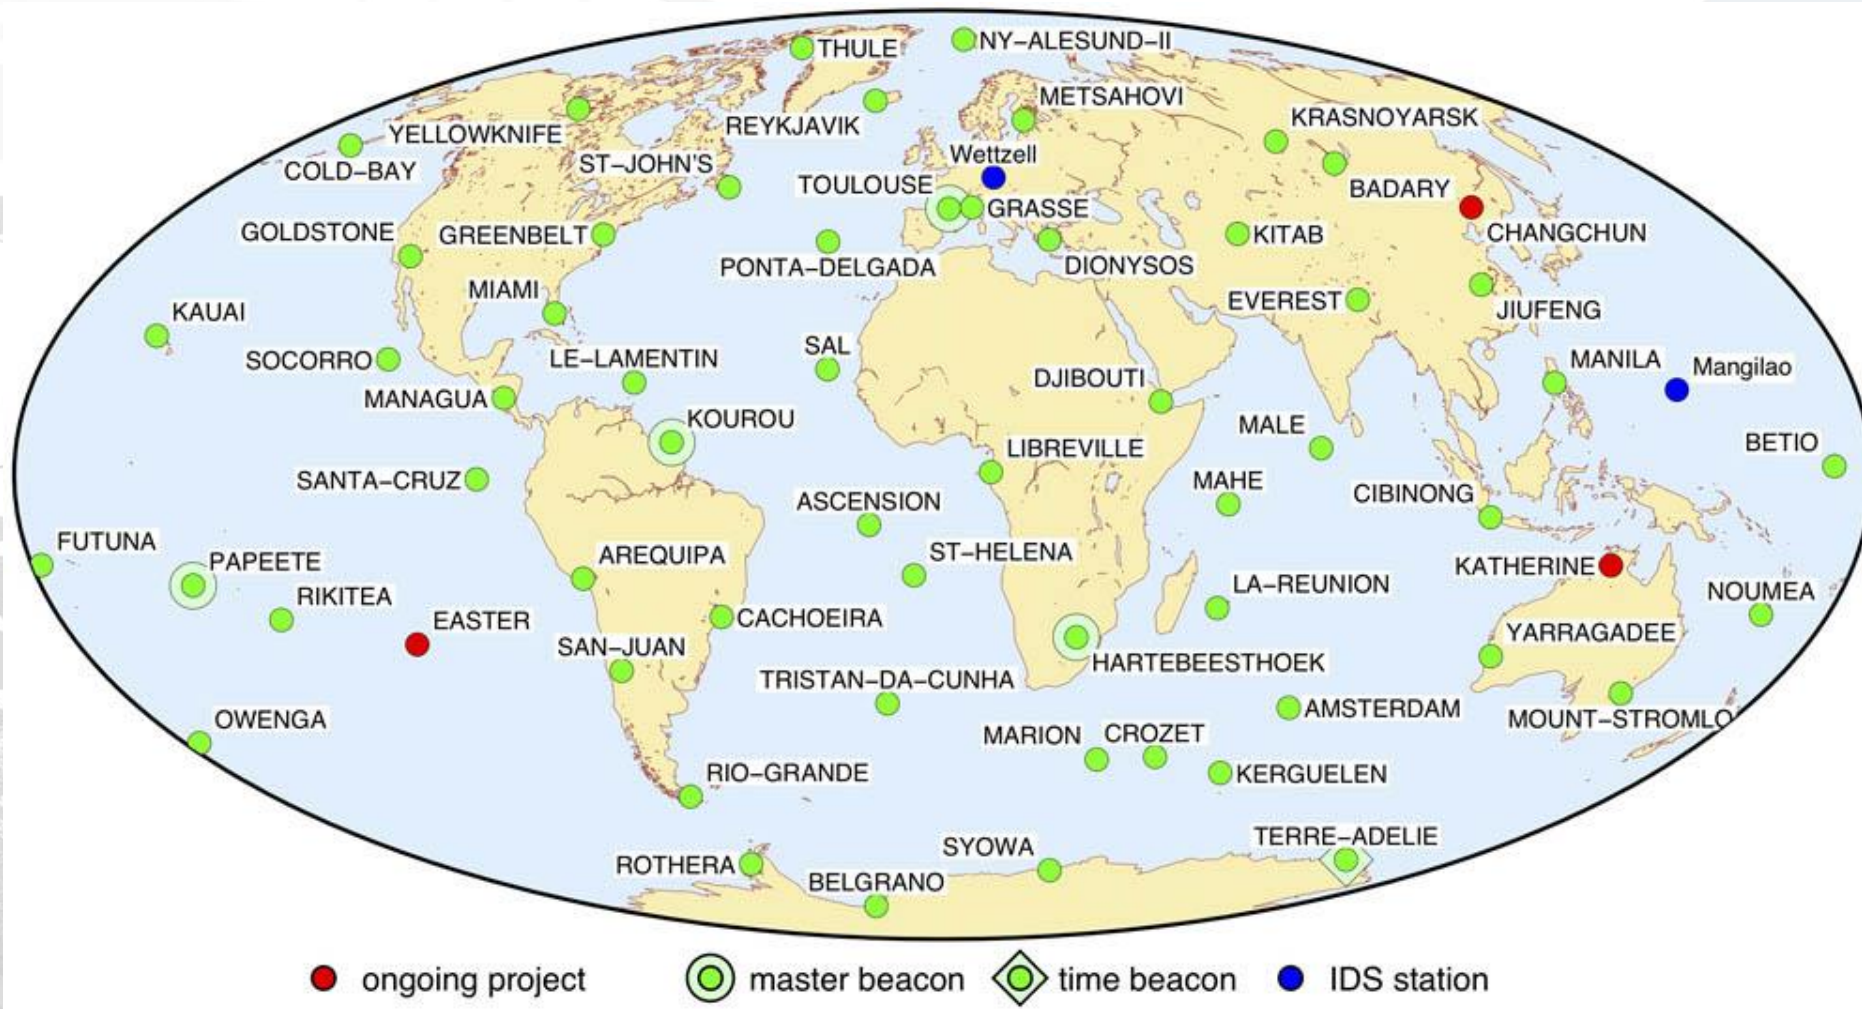 THULE
NY-ALESUND-II
METSAHOVI
REYKJAVIK
YELLOWKNIFE
COLD-BAY
KRASNOYARSK
ST-JOHN'S
Wettzell
TOULOUSE
BADARY
GRASSE
GOLDSTONE
GREENBELT
KITAB
CHANGCHUN
PONTA-DELGADA
DIONYSOS
MIAMI
EVEREST
JIUFENG
KAUAI
SOCORRO
LE-LAMENTIN
SAL
MANILA
Mangilao
DJIBOUTI
MANAGUA
KOUROU
MALE
BETIO
LIBREVILLE
SANTA-CRUZ
MAHE
CIBINONG
ASCENSION
FUTUNA
PAPEETE
AREQUIPA
ST-HELENA
KATHERINE
RIKITEA
LA-REUNION
NOUMEA
EASTER
CACHOEIRA
YARRAGADEE
SAN-JUAN
HARTEBEESTHOEK
TRISTAN-DA-CUNHA
AMSTERDAM
OWENGA
MOUNT-STROMLO
MARION
CROZET
RIO-GRANDE
KERGUELEN
TERRE-ADELIE
SYOWA
ROTHERA
BELGRANO
ongoing project
master beacon
time beacon
IDS station